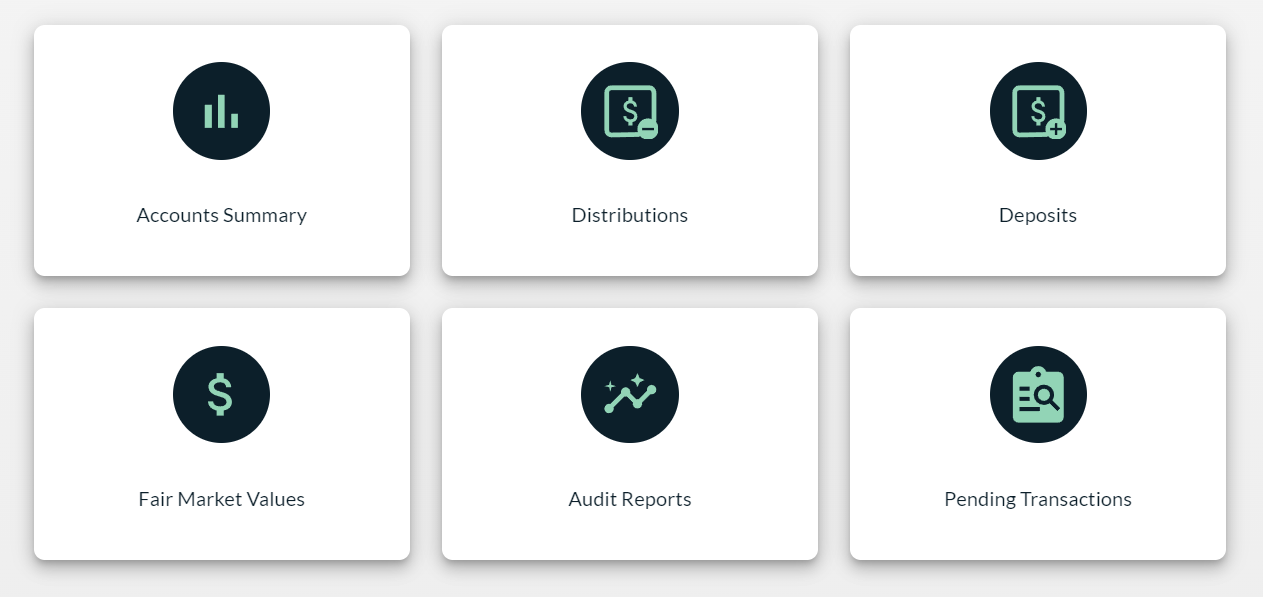 Accounts Summary
Distributions
Deposits
Fair Market Values
Audit Reports
Pending Transactions